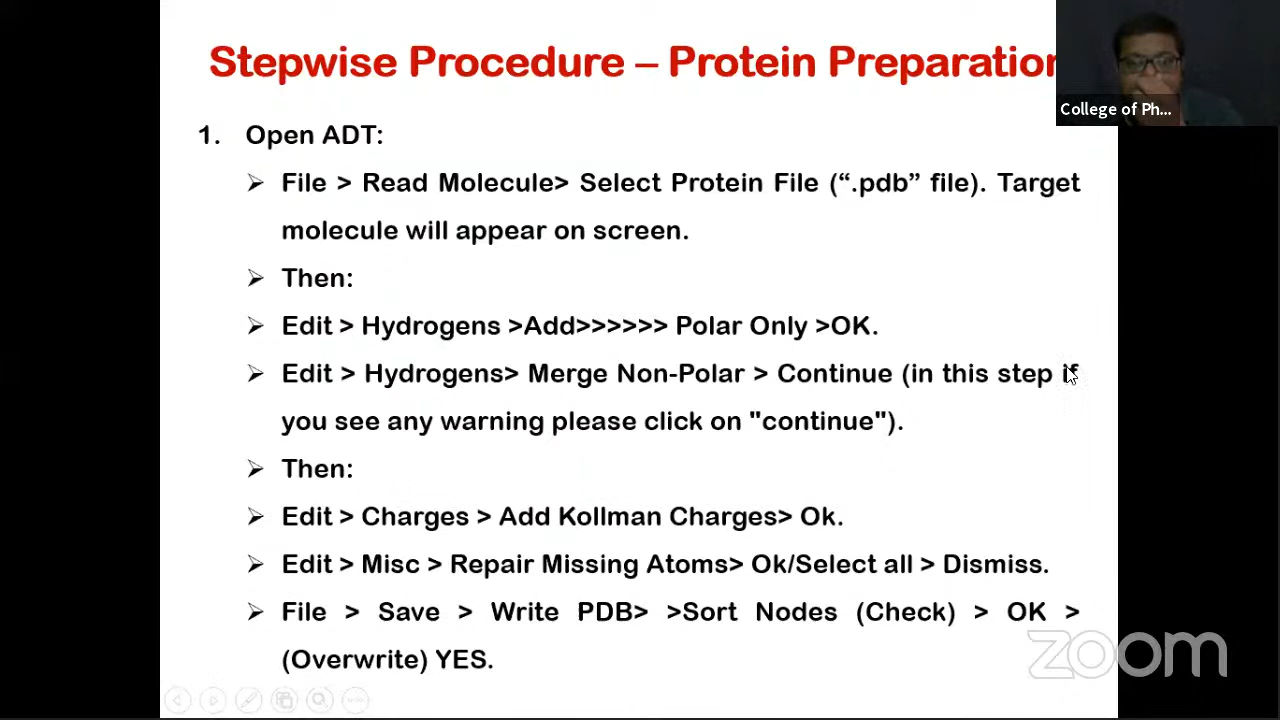 Stepwise Procedure – Protein Preparation
College of Ph...
1. Open ADT:
➢ File > Read Molecule> Select Protein File (“.pdb” file). Target
molecule will appear on screen.
➢ Then:
➢ Edit > Hydrogens >Add>>>>>> Polar Only >OK.
➢ Edit > Hydrogens> Merge Non-Polar > Continue (in this step if
you see any warning please click on "continue").
➢ Then:
➢ Edit > Charges > Add Kollman Charges> Ok.
➢ Edit > Misc > Repair Missing Atoms> Ok/Select all > Dismiss.
➢ File > Save > Write PDB> >Sort Nodes (Check) > OK >
(Overwrite) YES.
zoom